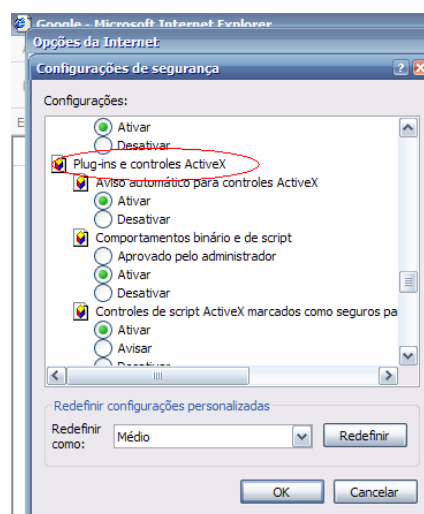 Google - Microsoft Internet Explorer
Opções da Internet
Configurações de segurança
Configurações:
Ativar
Desativar
Plug-ins e controles ActiveX
Aviso automático para controles ActiveX
Ativar
Desativar
Comportamentos binário e de script
Aprovado pelo administrador
Ativar
Desativar
Controles de script ActiveX marcados como seguros pa
Ativar
Avisar
Desativar
Redefinir configurações personalizadas
Redefinir como:
Médio
Redefinir
OK
Cancelar